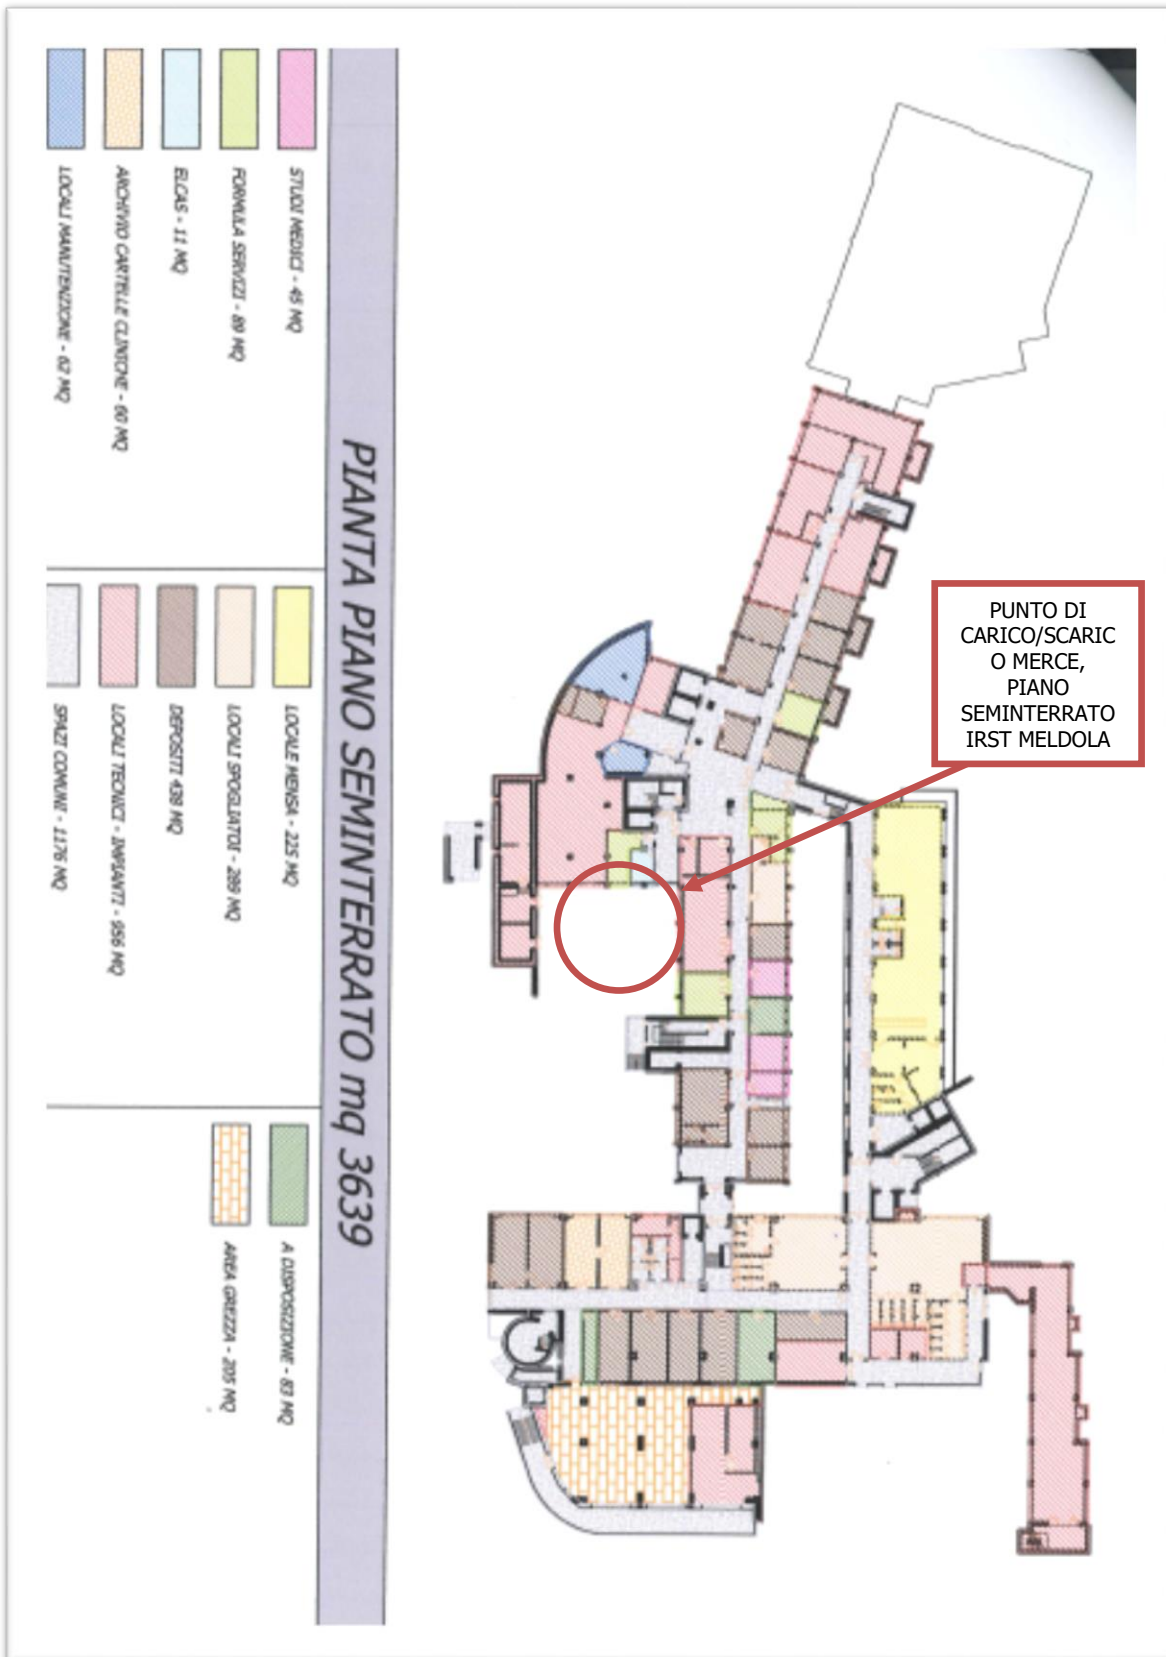 PIANTA PIANO SEMINTERRATO mq 3639
STUDI MEDICI - 45 MQ
FORMULA SERVIZI - 89 MQ
ELCAS - 11 MQ
ARCHIVIO CARTELLE CLINICHE - 60 MQ
LOCALI MANUTENZIONE - 62 MQ
LOCALE MENSA - 225 MQ
LOCALI SPOGLIATOI - 289 MQ
DEPOSITI 438 MQ
LOCALI TECNICI - IMPIANTI - 956 MQ
SPAZI COMUNI - 1176 MQ
A DISPOSIZIONE - 83 MQ
AREA GREZZA - 205 MQ
PUNTO DI
CARICO/SCARIC
O MERCE,
PIANO
SEMINTERRATO
IRST MELDOLA